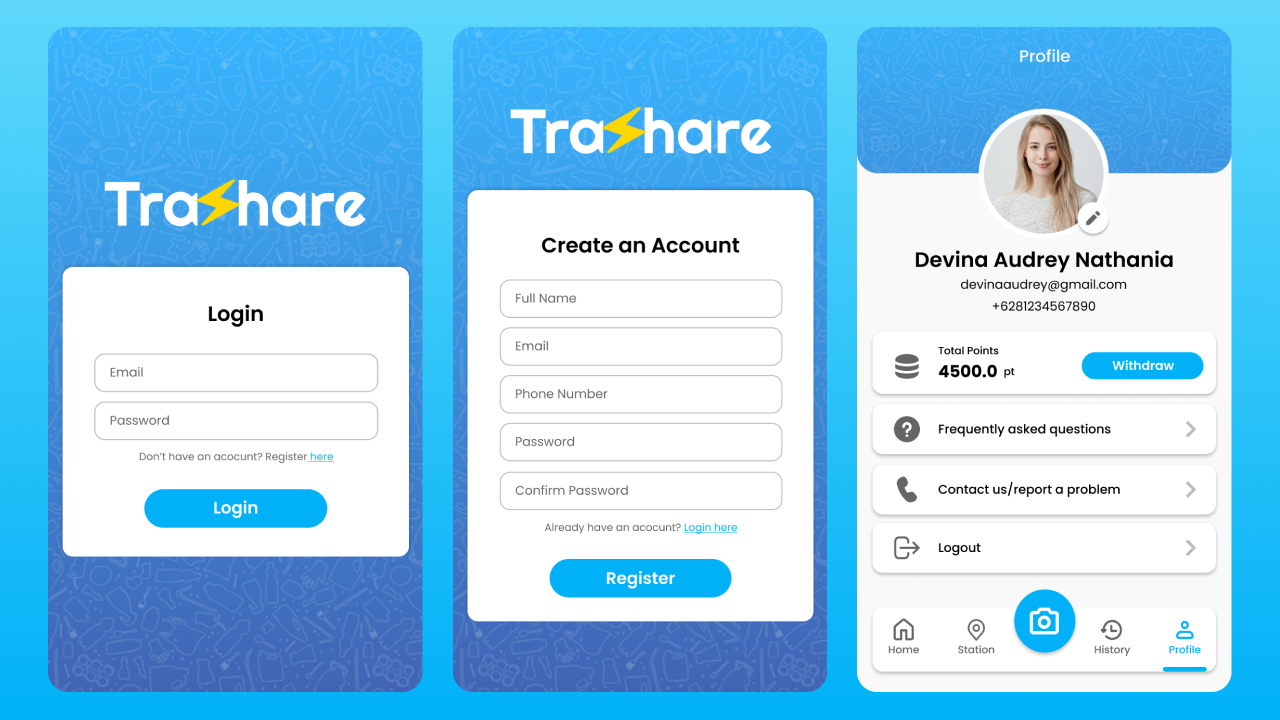 Trashare
Login
Email
Password
Don't have an acocunt? Register here
Login
Trashare
Create an Account
Full Name
Email
Phone Number
Password
Confirm Password
Already have an acocunt? Login here
Register
Profile
Devina Audrey Nathania
devinaaudrey@gmail.com
+6281234567890
Total Points
4500.0 pt
Withdraw
Frequently asked questions
Contact us/report a problem
Logout
Home
Station
History
Profile